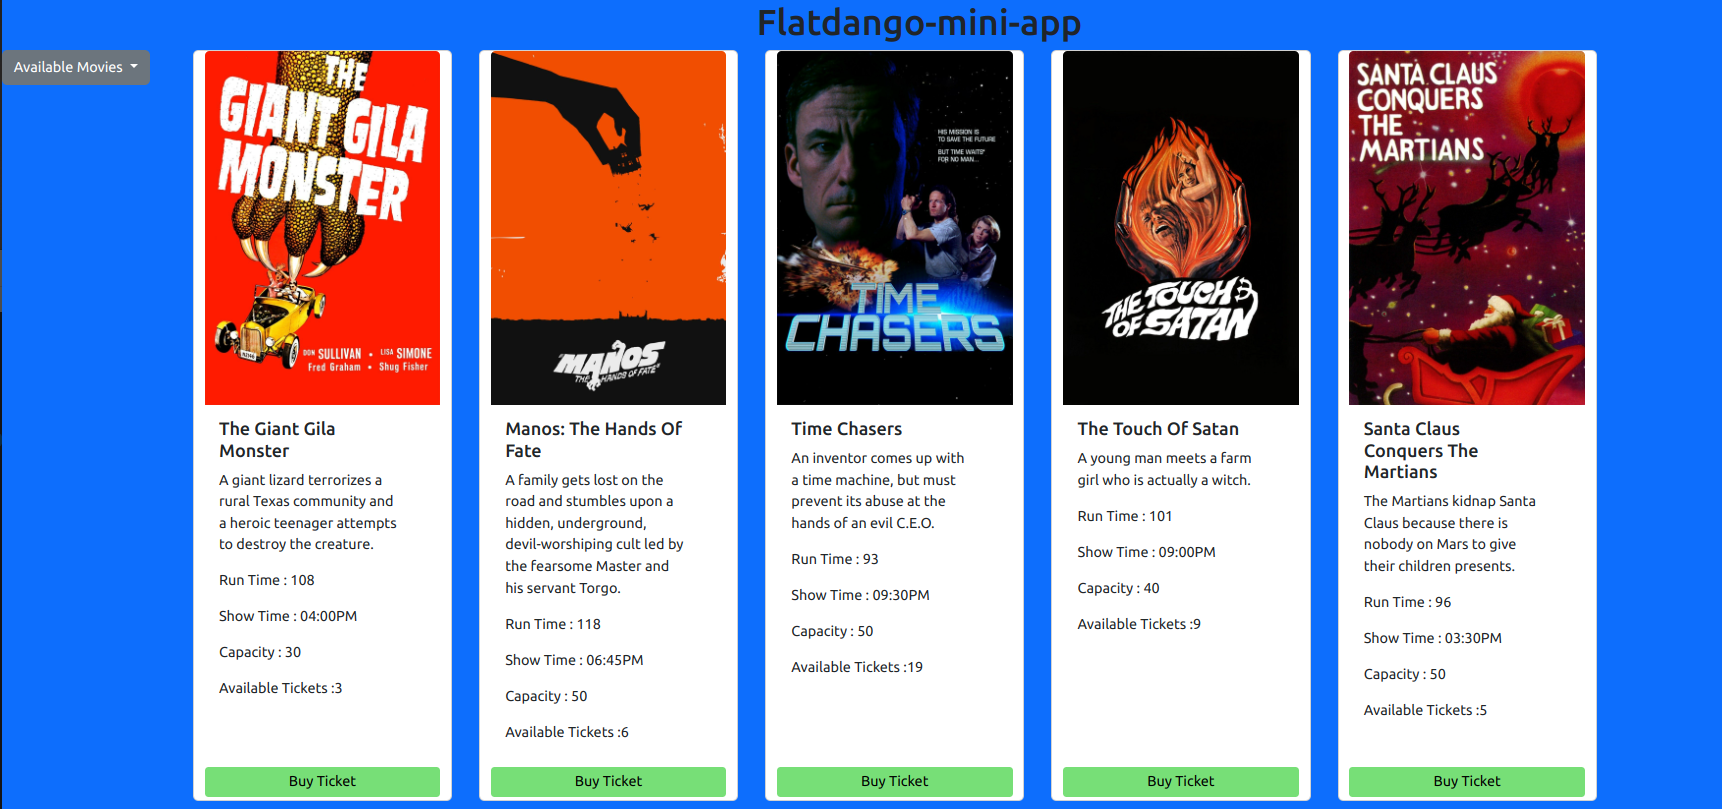 Flatdango-mini-app
Available Movies
THE
GIANT GILA
MONSTER
DON SULLIVAN • LISA SIMONE
Fred Graham • Shug Fisher
The Giant Gila
Monster
A giant lizard terrorizes a
rural Texas community and
a heroic teenager attempts
to destroy the creature.
Run Time : 108
Show Time : 04:00PM
Capacity : 30
Available Tickets :3
Buy Ticket
MANOS
THE HANDS OF FATE
Manos: The Hands Of
Fate
A family gets lost on the
road and stumbles upon a
hidden, underground,
devil-worshiping cult led by
the fearsome Master and
his servant Torgo.
Run Time : 118
Show Time : 06:45PM
Capacity : 50
Available Tickets :6
Buy Ticket
HIS MISSION IS
TO SAVE THE FUTURE
BUT TIME WAITS
FOR NO MAN...
TIME
CHASERS
Time Chasers
An inventor comes up with
a time machine, but must
prevent its abuse at the
hands of an evil C.E.O.
Run Time : 93
Show Time : 09:30PM
Capacity : 50
Available Tickets :19
Buy Ticket
THE TOUCH
OF SATAN
The Touch Of Satan
A young man meets a farm
girl who is actually a witch.
Run Time : 101
Show Time : 09:00PM
Capacity : 40
Available Tickets :9
Buy Ticket
SANTA CLAUS
CONQUERS
THE
MARTIANS
Santa Claus
Conquers The
Martians
The Martians kidnap Santa
Claus because there is
nobody on Mars to give
their children presents.
Run Time : 96
Show Time : 03:30PM
Capacity : 50
Available Tickets :5
Buy Ticket